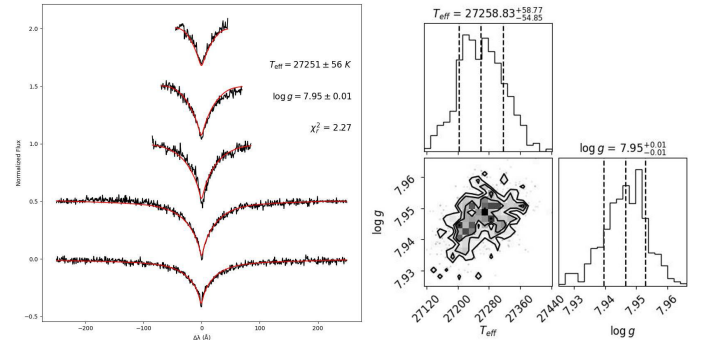 2.0
1.5
1.0
0.5
0.0
−0.5
Normalized Flux
−200
−100
0
100
200
Δλ (Å)
T_eff = 27251 ± 56 K
log g = 7.95 ± 0.01
χ²_r = 2.27
T_eff = 27258.83^{+58.77}_{−54.85}
log g = 7.95^{+0.01}_{−0.01}
7.96
7.95
7.94
7.93
log g
27120
27200
27280
27360
27440
T_eff
7.93
7.94
7.95
7.96
log g